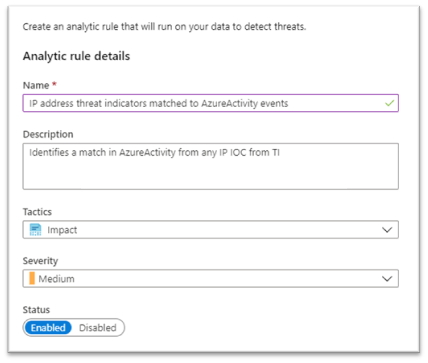 Create an analytic rule that will run on your data to detect threats.
Analytic rule details
Name *
IP address threat indicators matched to AzureActivity events
Description
Identifies a match in AzureActivity from any IP IOC from TI
Tactics
Impact
Severity
Medium
Status
Enabled Disabled